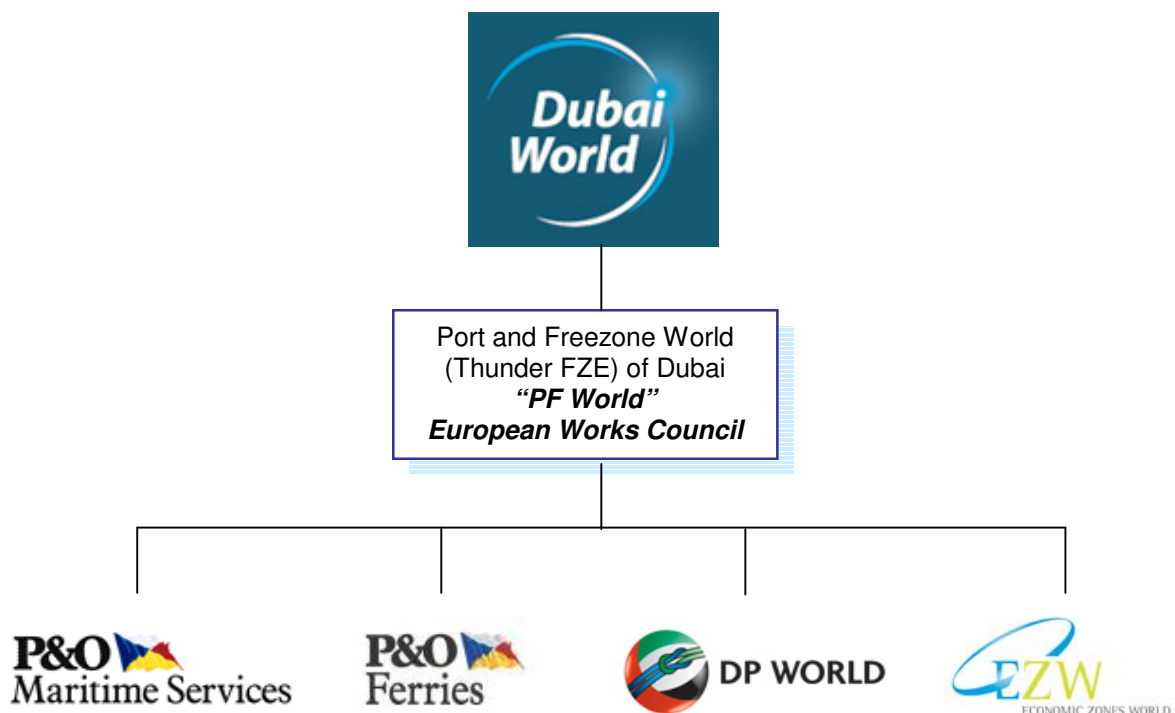 Dubai
World
Port and Freezone World
(Thunder FZE) of Dubai
“PF World”
European Works Council
P&O
Maritime Services
P&O
Ferries
DP WORLD
EZW
ECONOMIC ZONES WORLD